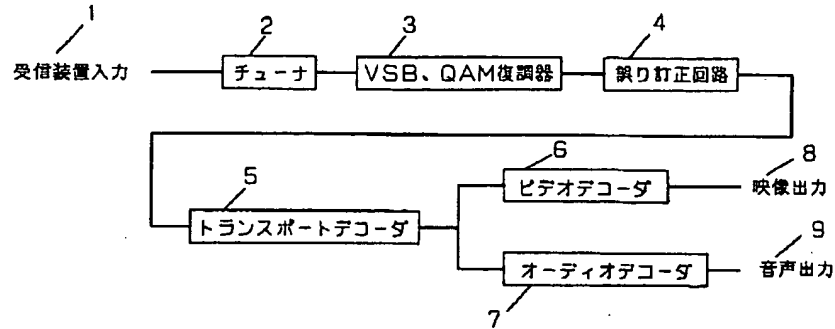 1
受信装置入力
2
チューナ
3
VSB、QAM復調器
4
誤り訂正回路
5
トランスポートデコーダ
6
ビデオデコーダ
8
映像出力
7
オーディオデコーダ
9
音声出力